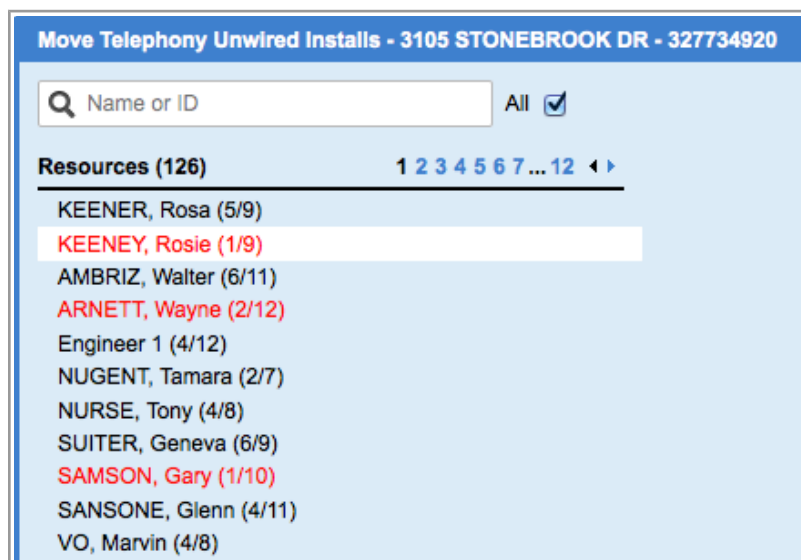 Move Telephony Unwired Installs - 3105 STONEBROOK DR - 327734920
Name or ID All
Resources (126) 1 2 3 4 5 6 7 ... 12
KEENER, Rosa (5/9)
KEENEY, Rosie (1/9)
AMBRIZ, Walter (6/11)
ARNETT, Wayne (2/12)
Engineer 1 (4/12)
NUGENT, Tamara (2/7)
NURSE, Tony (4/8)
SUITER, Geneva (6/9)
SAMSON, Gary (1/10)
SANSONE, Glenn (4/11)
VO, Marvin (4/8)